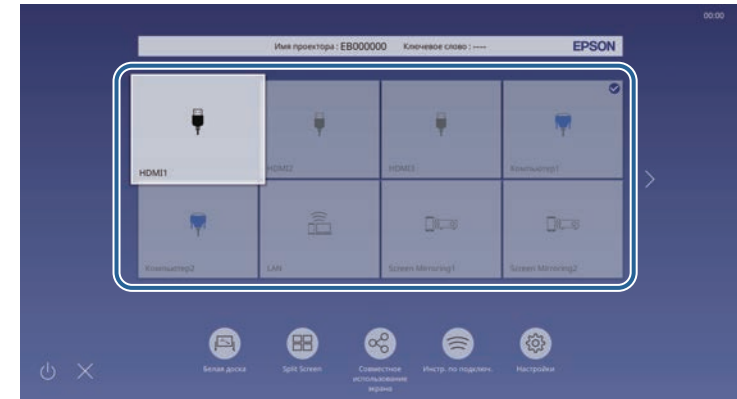 00:00
Имя проектора : EB000000 Ключевое слово : ---- EPSON
HDMI1 HDMI2 HDMI3 Компьютер1
Компьютер2 LAN Screen Mirroring1 Screen Mirroring2
Белая доска Split Screen Совместное Инстр. по подключ. Настройки
использование
экрана